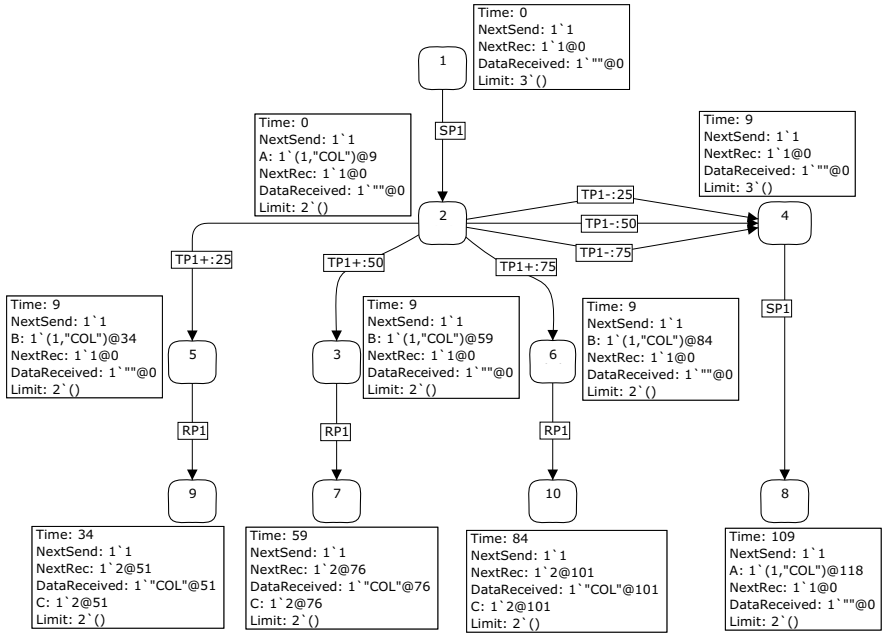 Time: 0
NextSend: 1`1
NextRec: 1`1@0
DataReceived: 1`""@0
Limit: 3`()
1
SP1
Time: 0
NextSend: 1`1
A: 1`(1,"COL")@9
NextRec: 1`1@0
DataReceived: 1`""@0
Limit: 2`()
Time: 9
NextSend: 1`1
NextRec: 1`1@0
DataReceived: 1`""@0
Limit: 3`()
2
TP1-:25
TP1-:50
TP1-:75
4
TP1+:25
TP1+:50
TP1+:75
SP1
Time: 9
NextSend: 1`1
B: 1`(1,"COL")@34
NextRec: 1`1@0
DataReceived: 1`""@0
Limit: 2`()
5
3
Time: 9
NextSend: 1`1
B: 1`(1,"COL")@59
NextRec: 1`1@0
DataReceived: 1`""@0
Limit: 2`()
6
Time: 9
NextSend: 1`1
B: 1`(1,"COL")@84
NextRec: 1`1@0
DataReceived: 1`""@0
Limit: 2`()
RP1
RP1
RP1
9
7
10
8
Time: 34
NextSend: 1`1
NextRec: 1`2@51
DataReceived: 1`"COL"@51
C: 1`2@51
Limit: 2`()
Time: 59
NextSend: 1`1
NextRec: 1`2@76
DataReceived: 1`"COL"@76
C: 1`2@76
Limit: 2`()
Time: 84
NextSend: 1`1
NextRec: 1`2@101
DataReceived: 1`"COL"@101
C: 1`2@101
Limit: 2`()
Time: 109
NextSend: 1`1
A: 1`(1,"COL")@118
NextRec: 1`1@0
DataReceived: 1`""@0
Limit: 2`()